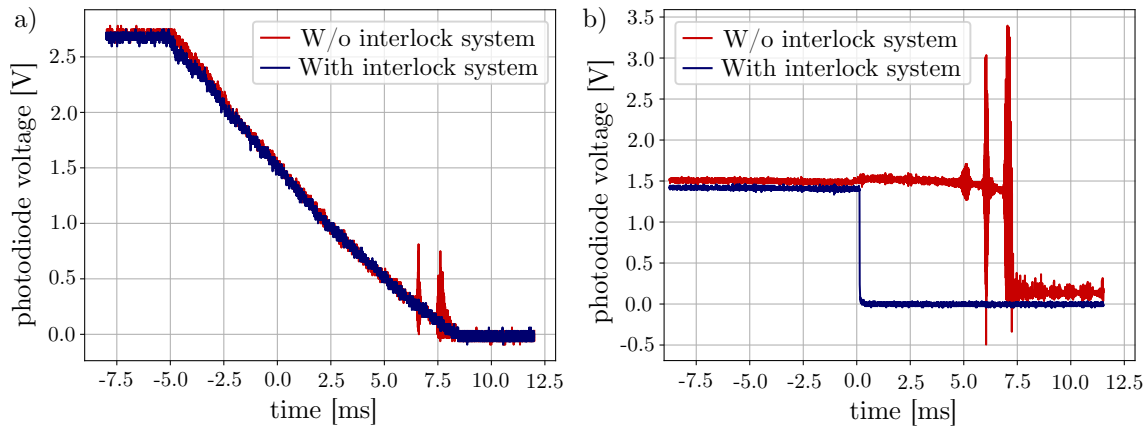 a)
photodiode voltage [V]
2.5
2.0
1.5
1.0
0.5
0.0
W/o interlock system
With interlock system
-7.5 -5.0 -2.5 0.0 2.5 5.0 7.5 10.0 12.5
time [ms]
b)
photodiode voltage [V]
3.5
3.0
2.5
2.0
1.5
1.0
0.5
0.0
-0.5
W/o interlock system
With interlock system
-7.5 -5.0 -2.5 0.0 2.5 5.0 7.5 10.0 12.5
time [ms]